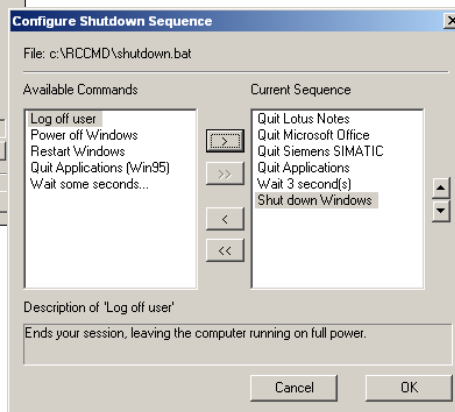 Configure Shutdown Sequence
File: c:\RCCMD\shutdown.bat
Available Commands
Log off user
Power off Windows
Restart Windows
Quit Applications (Win95)
Wait some seconds...
>
>>
<
<<
Current Sequence
Quit Lotus Notes
Quit Microsoft Office
Quit Siemens SIMATIC
Quit Applications
Wait 3 second(s)
Shut down Windows
Description of 'Log off user'
Ends your session, leaving the computer running on full power.
Cancel
OK